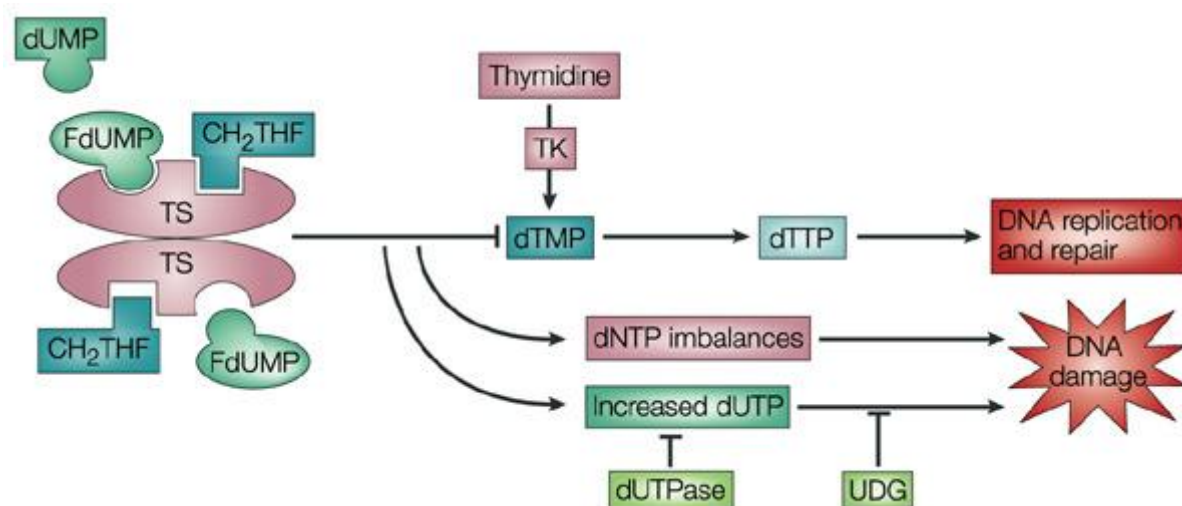 dUMP
FdUMP
CH₂THF
TS
TS
CH₂THF
FdUMP
Thymidine
TK
dTMP
dTTP
DNA replication
and repair
dNTP imbalances
DNA
damage
Increased dUTP
dUTPase
UDG